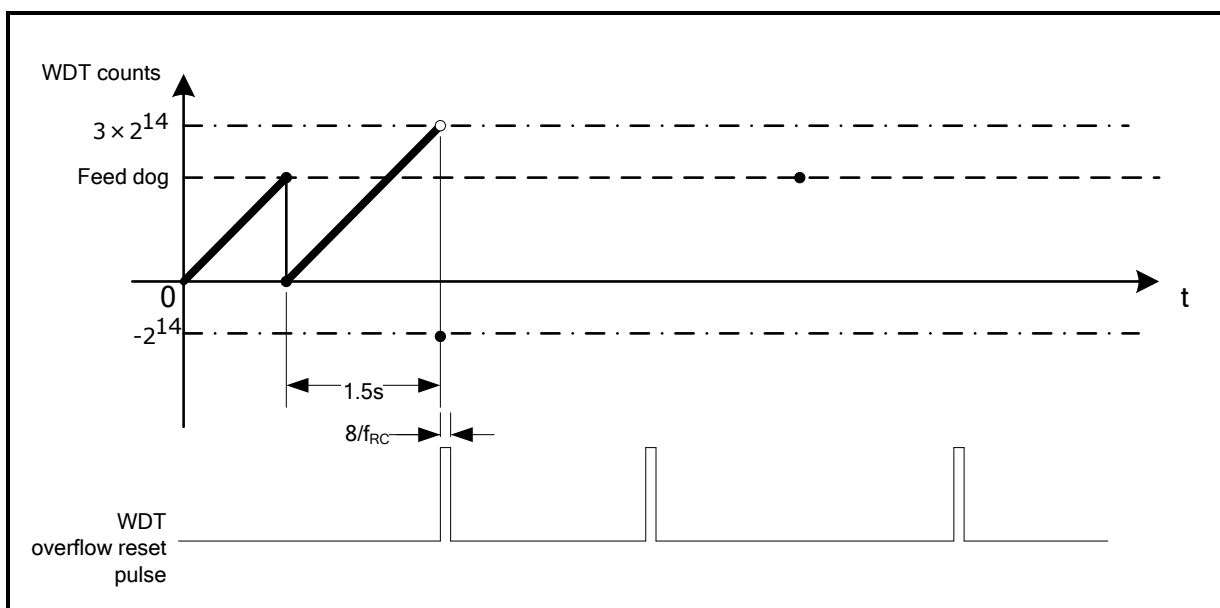 WDT counts
3 × 2^14
Feed dog
0
t
-2^14
1.5s
8/f_RC
WDT
overflow reset
pulse